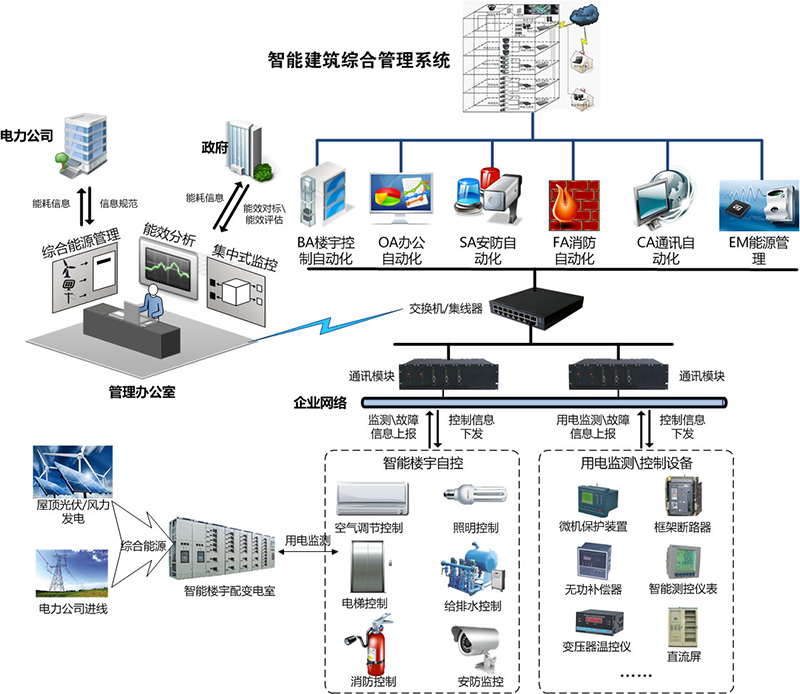 智能建筑综合管理系统
电力公司
政府
能耗信息
信息规范
能耗信息
能效对标\
能效评估
综合能源管理
能效分析
集中式监控
管理办公室
BA楼宇控
制自动化
OA办公
自动化
SA安防自
动化
FA消防
自动化
CA通讯自
动化
EM能源管
理
交换机/集线器
通讯模块
通讯模块
企业网络
监测\故障
信息上报
控制信息
下发
用电监测\故障
信息上报
控制信息
下发
智能楼宇自控
空气调节控制
照明控制
电梯控制
给排水控制
消防控制
安防监控
用电监测\控制设备
微机保护装置
框架断路器
无功补偿器
智能测控仪表
变压器温控仪
直流屏
……
屋顶光伏/风力
发电
综合能源
电力公司进线
智能楼宇配变电室
用电监测